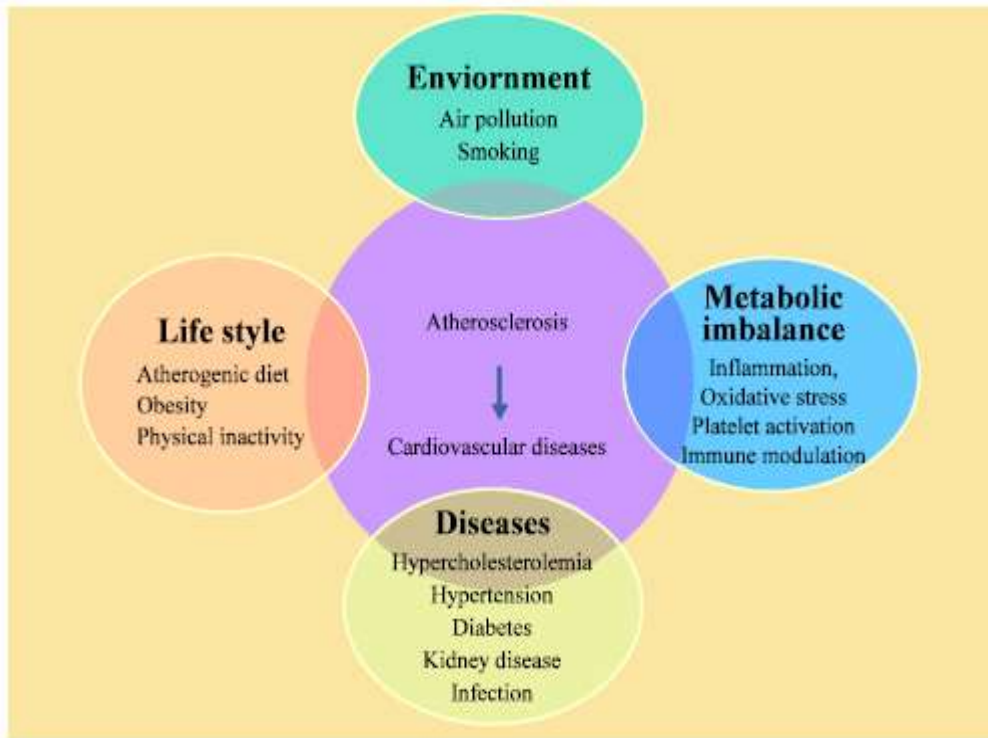 Enviornment
Air pollution
Smoking
Atherosclerosis
Cardiovascular diseases
Life style
Atherogenic diet
Obesity
Physical inactivity
Metabolic
imbalance
Inflammation,
Oxidative stress
Platelet activation
Immune modulation
Diseases
Hypercholesterolemia
Hypertension
Diabetes
Kidney disease
Infection